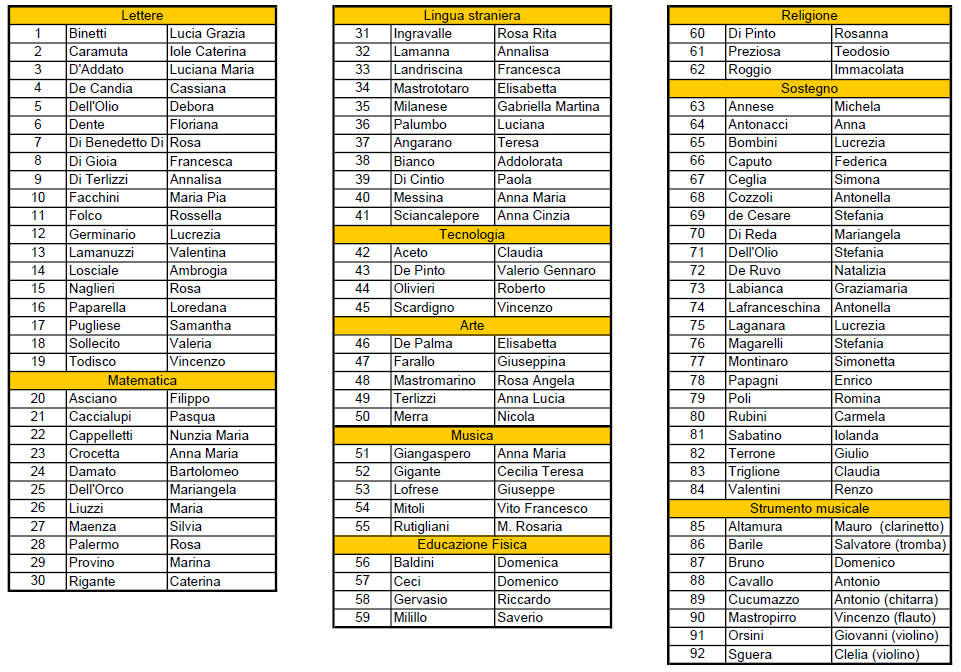 Lettere
1 Binetti Lucia Grazia
2 Caramuta Iole Caterina
3 D'Addato Luciana Maria
4 De Candia Cassiana
5 Dell'Olio Debora
6 Dente Floriana
7 Di Benedetto Di Rosa
8 Di Gioia Francesca
9 Di Terlizzi Annalisa
10 Facchini Maria Pia
11 Folco Rossella
12 Germinario Lucrezia
13 Lamanuzzi Valentina
14 Losciale Ambrogia
15 Naglieri Rosa
16 Paparella Loredana
17 Pugliese Samantha
18 Sollecito Valeria
19 Todisco Vincenzo
Matematica
20 Asciano Filippo
21 Caccialupi Pasqua
22 Cappelletti Nunzia Maria
23 Crocetta Anna Maria
24 Damato Bartolomeo
25 Dell'Orco Mariangela
26 Liuzzi Maria
27 Maenza Silvia
28 Palermo Rosa
29 Provino Marina
30 Rigante Caterina
Lingua straniera
31 Ingravalle Rosa Rita
32 Lamanna Annalisa
33 Landriscina Francesca
34 Mastrototaro Elisabetta
35 Milanese Gabriella Martina
36 Palumbo Luciana
37 Angarano Teresa
38 Bianco Addolorata
39 Di Cintio Paola
40 Messina Anna Maria
41 Sciancalepore Anna Cinzia
Tecnologia
42 Aceto Claudia
43 De Pinto Valerio Gennaro
44 Olivieri Roberto
45 Scardigno Vincenzo
Arte
46 De Palma Elisabetta
47 Farallo Giuseppina
48 Mastromarino Rosa Angela
49 Terlizzi Anna Lucia
50 Merra Nicola
Musica
51 Giangaspero Anna Maria
52 Gigante Cecilia Teresa
53 Lofrese Giuseppe
54 Mitoli Vito Francesco
55 Rutigliani M. Rosaria
Educazione Fisica
56 Baldini Domenica
57 Ceci Domenico
58 Gervasio Riccardo
59 Milillo Saverio
Religione
60 Di Pinto Rosanna
61 Preziosa Teodosio
62 Roggio Immacolata
Sostegno
63 Annese Michela
64 Antonacci Anna
65 Bombini Lucrezia
66 Caputo Federica
67 Ceglia Simona
68 Cozzoli Antonella
69 de Cesare Stefania
70 Di Reda Mariangela
71 Dell'Olio Stefania
72 De Ruvo Natalizia
73 Labianca Graziamaria
74 Lafranceschina Antonella
75 Laganara Lucrezia
76 Magarelli Stefania
77 Montinaro Simonetta
78 Papagni Enrico
79 Poli Romina
80 Rubini Carmela
81 Sabatino Iolanda
82 Terrone Giulio
83 Triglione Claudia
84 Valentini Renzo
Strumento musicale
85 Altamura Mauro (clarinetto)
86 Barile Salvatore (tromba)
87 Bruno Domenico
88 Cavallo Antonio
89 Cucumazzo Antonio (chitarra)
90 Mastropirro Vincenzo (flauto)
91 Orsini Giovanni (violino)
92 Sguera Clelia (violino)